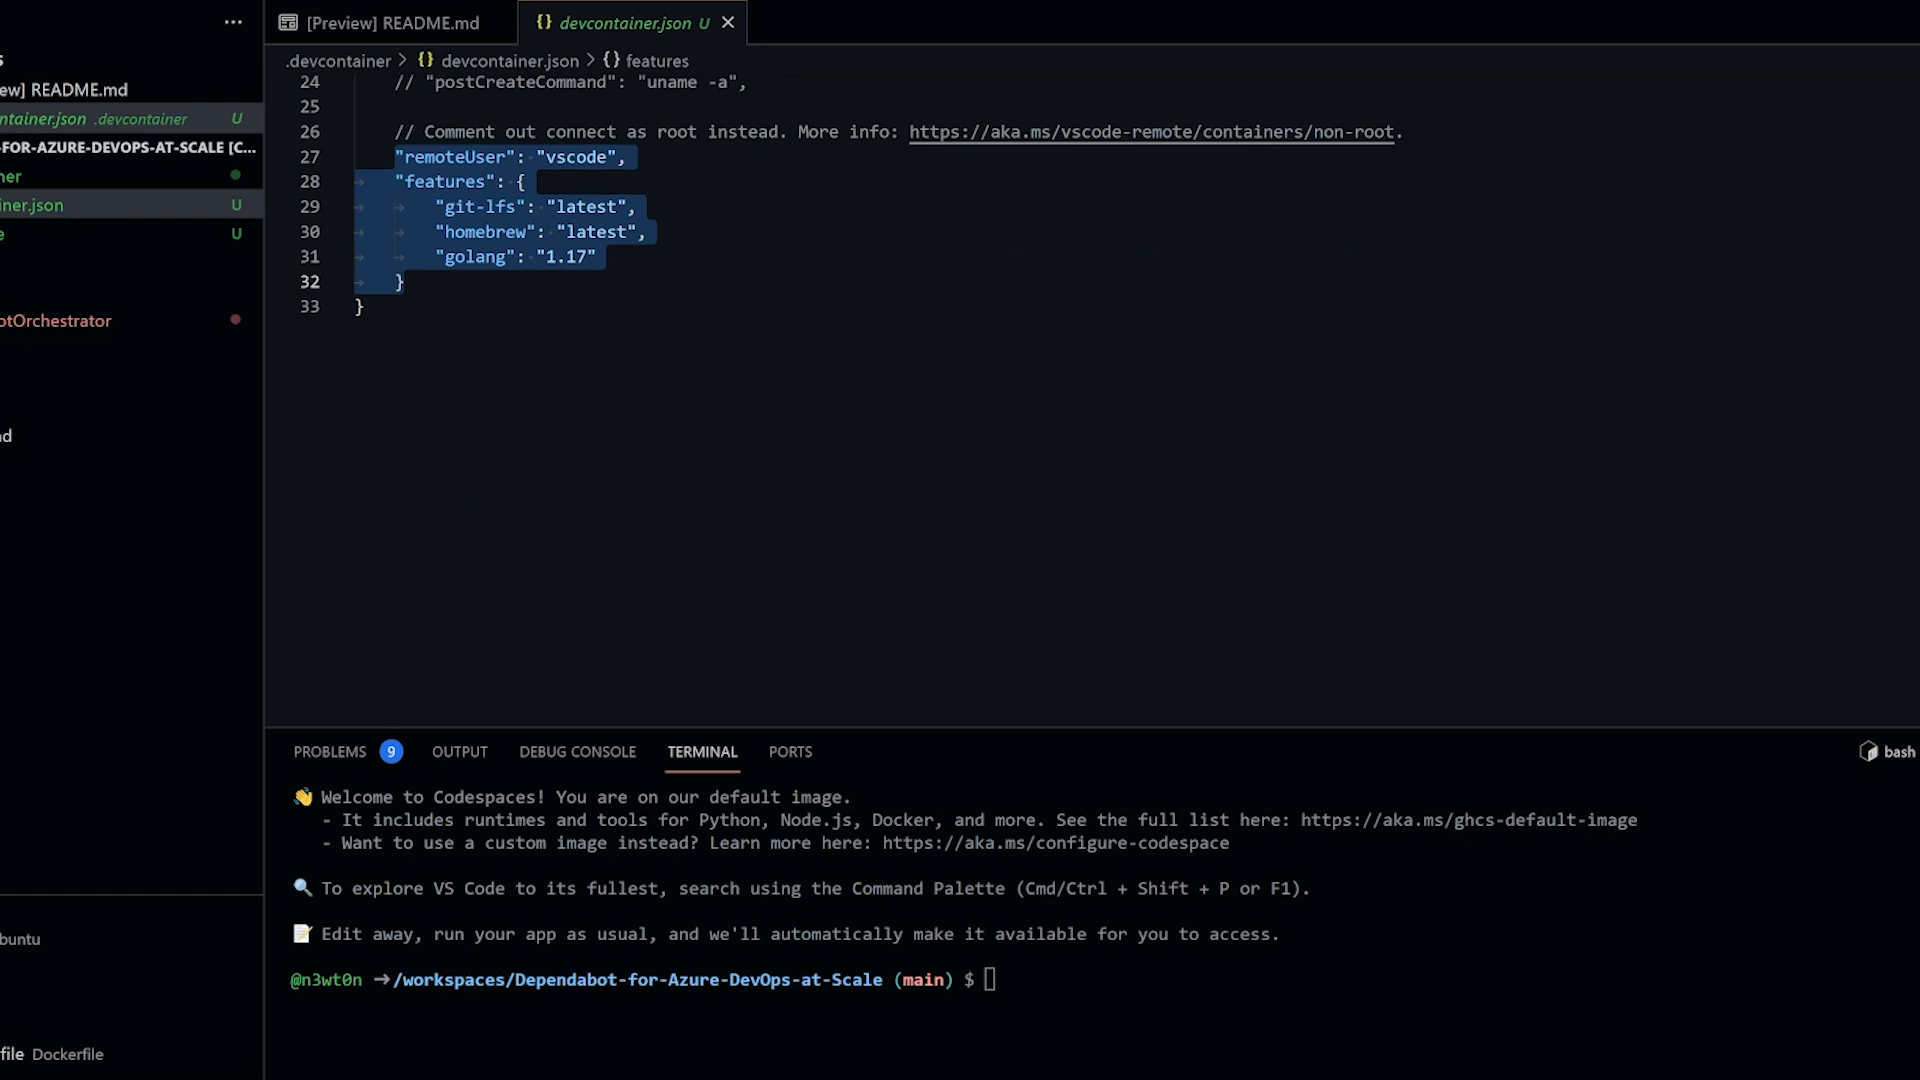 ...
[Preview] README.md
{} devcontainer.json U ×
s
.devcontainer > {} devcontainer.json > {} features
ew] README.md
ntainer.json .devcontainer U
-FOR-AZURE-DEVOPS-AT-SCALE [C...
ner
iner.json U
e U
otOrchestrator
nd
buntu
file Dockerfile
24 // "postCreateCommand": "uname -a",
25
26 // Comment out connect as root instead. More info: https://aka.ms/vscode-remote/containers/non-root.
27 "remoteUser": "vscode",
28 "features": {
29 "git-lfs": "latest",
30 "homebrew": "latest",
31 "golang": "1.17"
32 }
33 }
PROBLEMS 9 OUTPUT DEBUG CONSOLE TERMINAL PORTS
bash
👋 Welcome to Codespaces! You are on our default image.
- It includes runtimes and tools for Python, Node.js, Docker, and more. See the full list here: https://aka.ms/ghcs-default-image
- Want to use a custom image instead? Learn more here: https://aka.ms/configure-codespace
🔍 To explore VS Code to its fullest, search using the Command Palette (Cmd/Ctrl + Shift + P or F1).
📝 Edit away, run your app as usual, and we'll automatically make it available for you to access.
@n3wt0n ➜/workspaces/Dependabot-for-Azure-DevOps-at-Scale (main) $